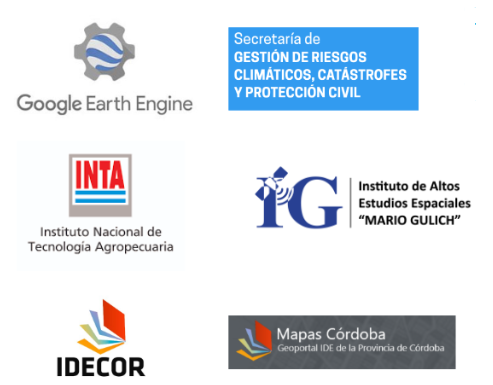 Google Earth Engine
Secretaría de
GESTIÓN DE RIESGOS
CLIMÁTICOS, CATÁSTROFES
Y PROTECCIÓN CIVIL
INTA
Instituto Nacional de
Tecnología Agropecuaria
IG
Instituto de Altos
Estudios Espaciales
"MARIO GULICH"
IDECOR
Mapas Córdoba
Geoportal IDE de la Provincia de Córdoba